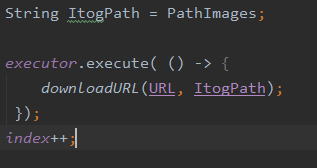 String ItogPath = PathImages;
executor.execute( () -> {
downloadURL(URL, ItogPath);
});
index++;